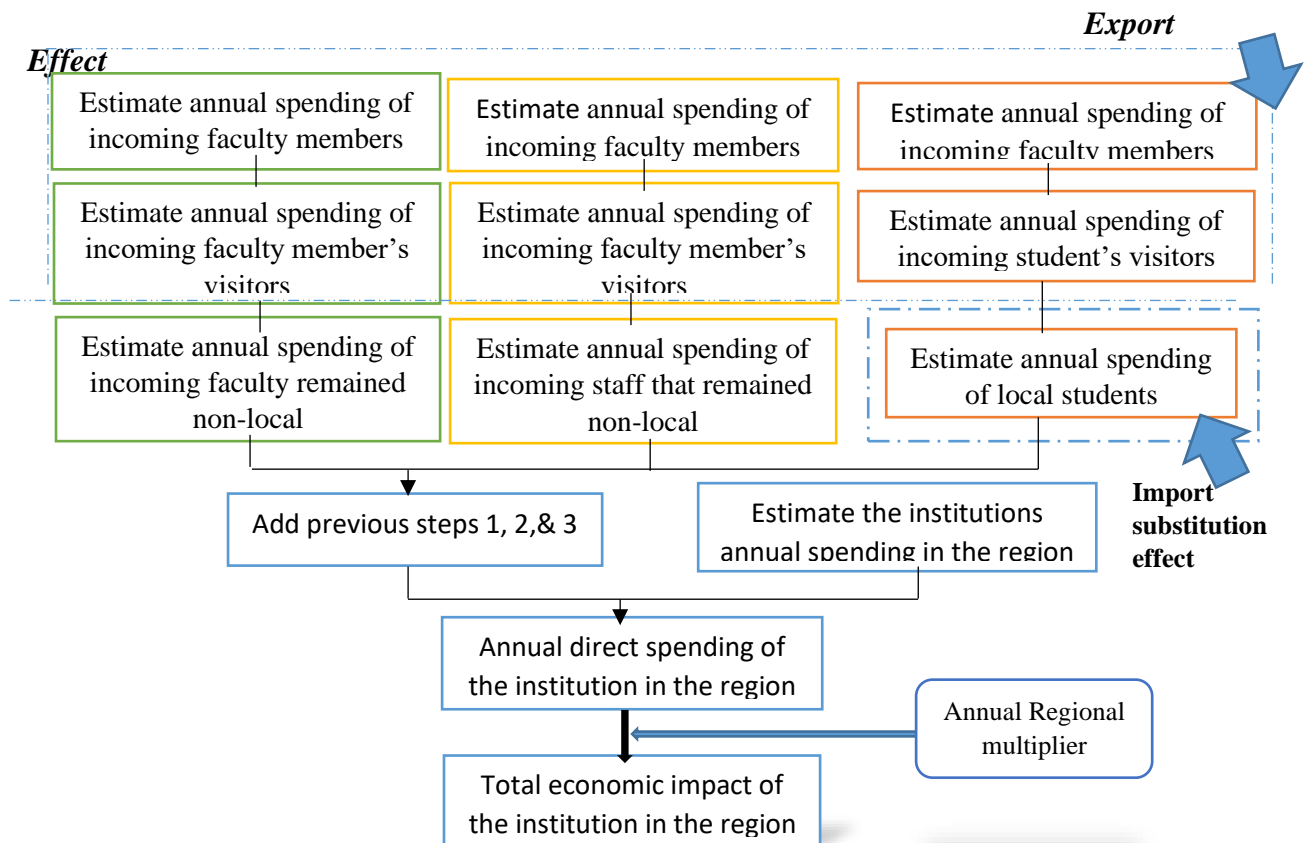 Export
Effect
Estimate annual spending of
incoming faculty members
Estimate annual spending of
incoming faculty members
Estimate annual spending of
incoming faculty members
Estimate annual spending of
incoming faculty member’s
visitors
Estimate annual spending of
incoming faculty member’s
visitors
Estimate annual spending of
incoming student’s visitors
Estimate annual spending of
incoming faculty remained
non-local
Estimate annual spending of
incoming staff that remained
non-local
Estimate annual spending
of local students
Import
substitution
effect
Add previous steps 1, 2,& 3
Estimate the institutions
annual spending in the region
Annual direct spending of
the institution in the region
Annual Regional
multiplier
Total economic impact of
the institution in the region